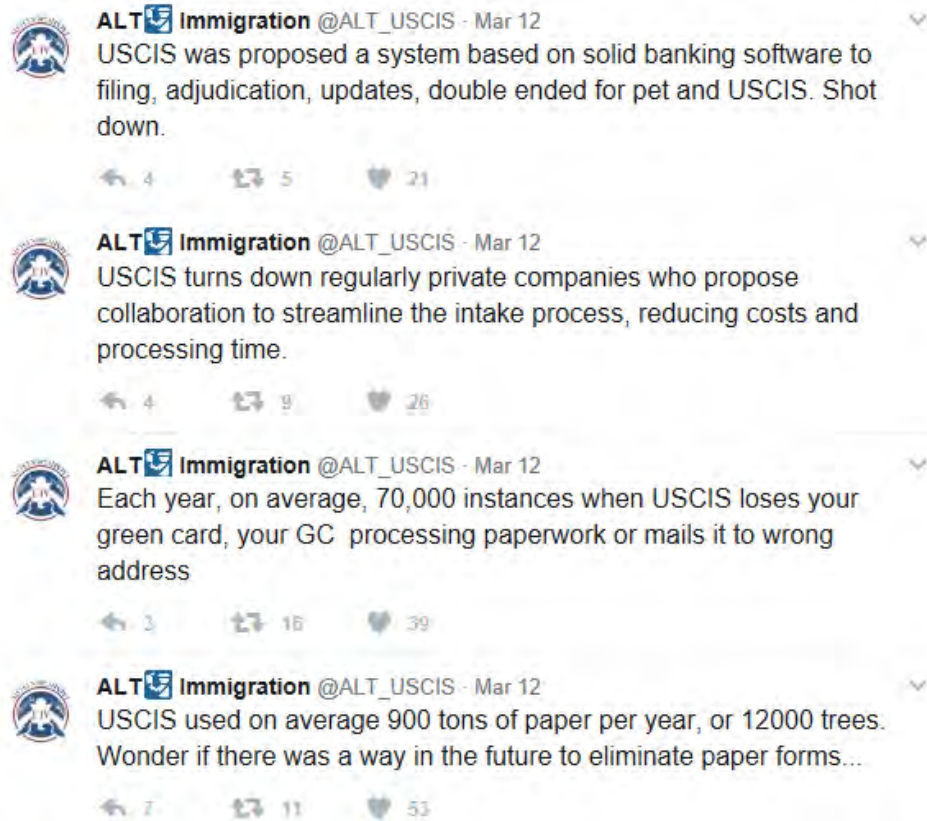 ALT Immigration @ALT_USCIS · Mar 12
USCIS was proposed a system based on solid banking software to
filing, adjudication, updates, double ended for pet and USCIS. Shot
down.
4 5 21
ALT Immigration @ALT_USCIS · Mar 12
USCIS turns down regularly private companies who propose
collaboration to streamline the intake process, reducing costs and
processing time.
4 9 26
ALT Immigration @ALT_USCIS · Mar 12
Each year, on average, 70,000 instances when USCIS loses your
green card, your GC processing paperwork or mails it to wrong
address
3 16 39
ALT Immigration @ALT_USCIS · Mar 12
USCIS used on average 900 tons of paper per year, or 12000 trees.
Wonder if there was a way in the future to eliminate paper forms...
7 11 53